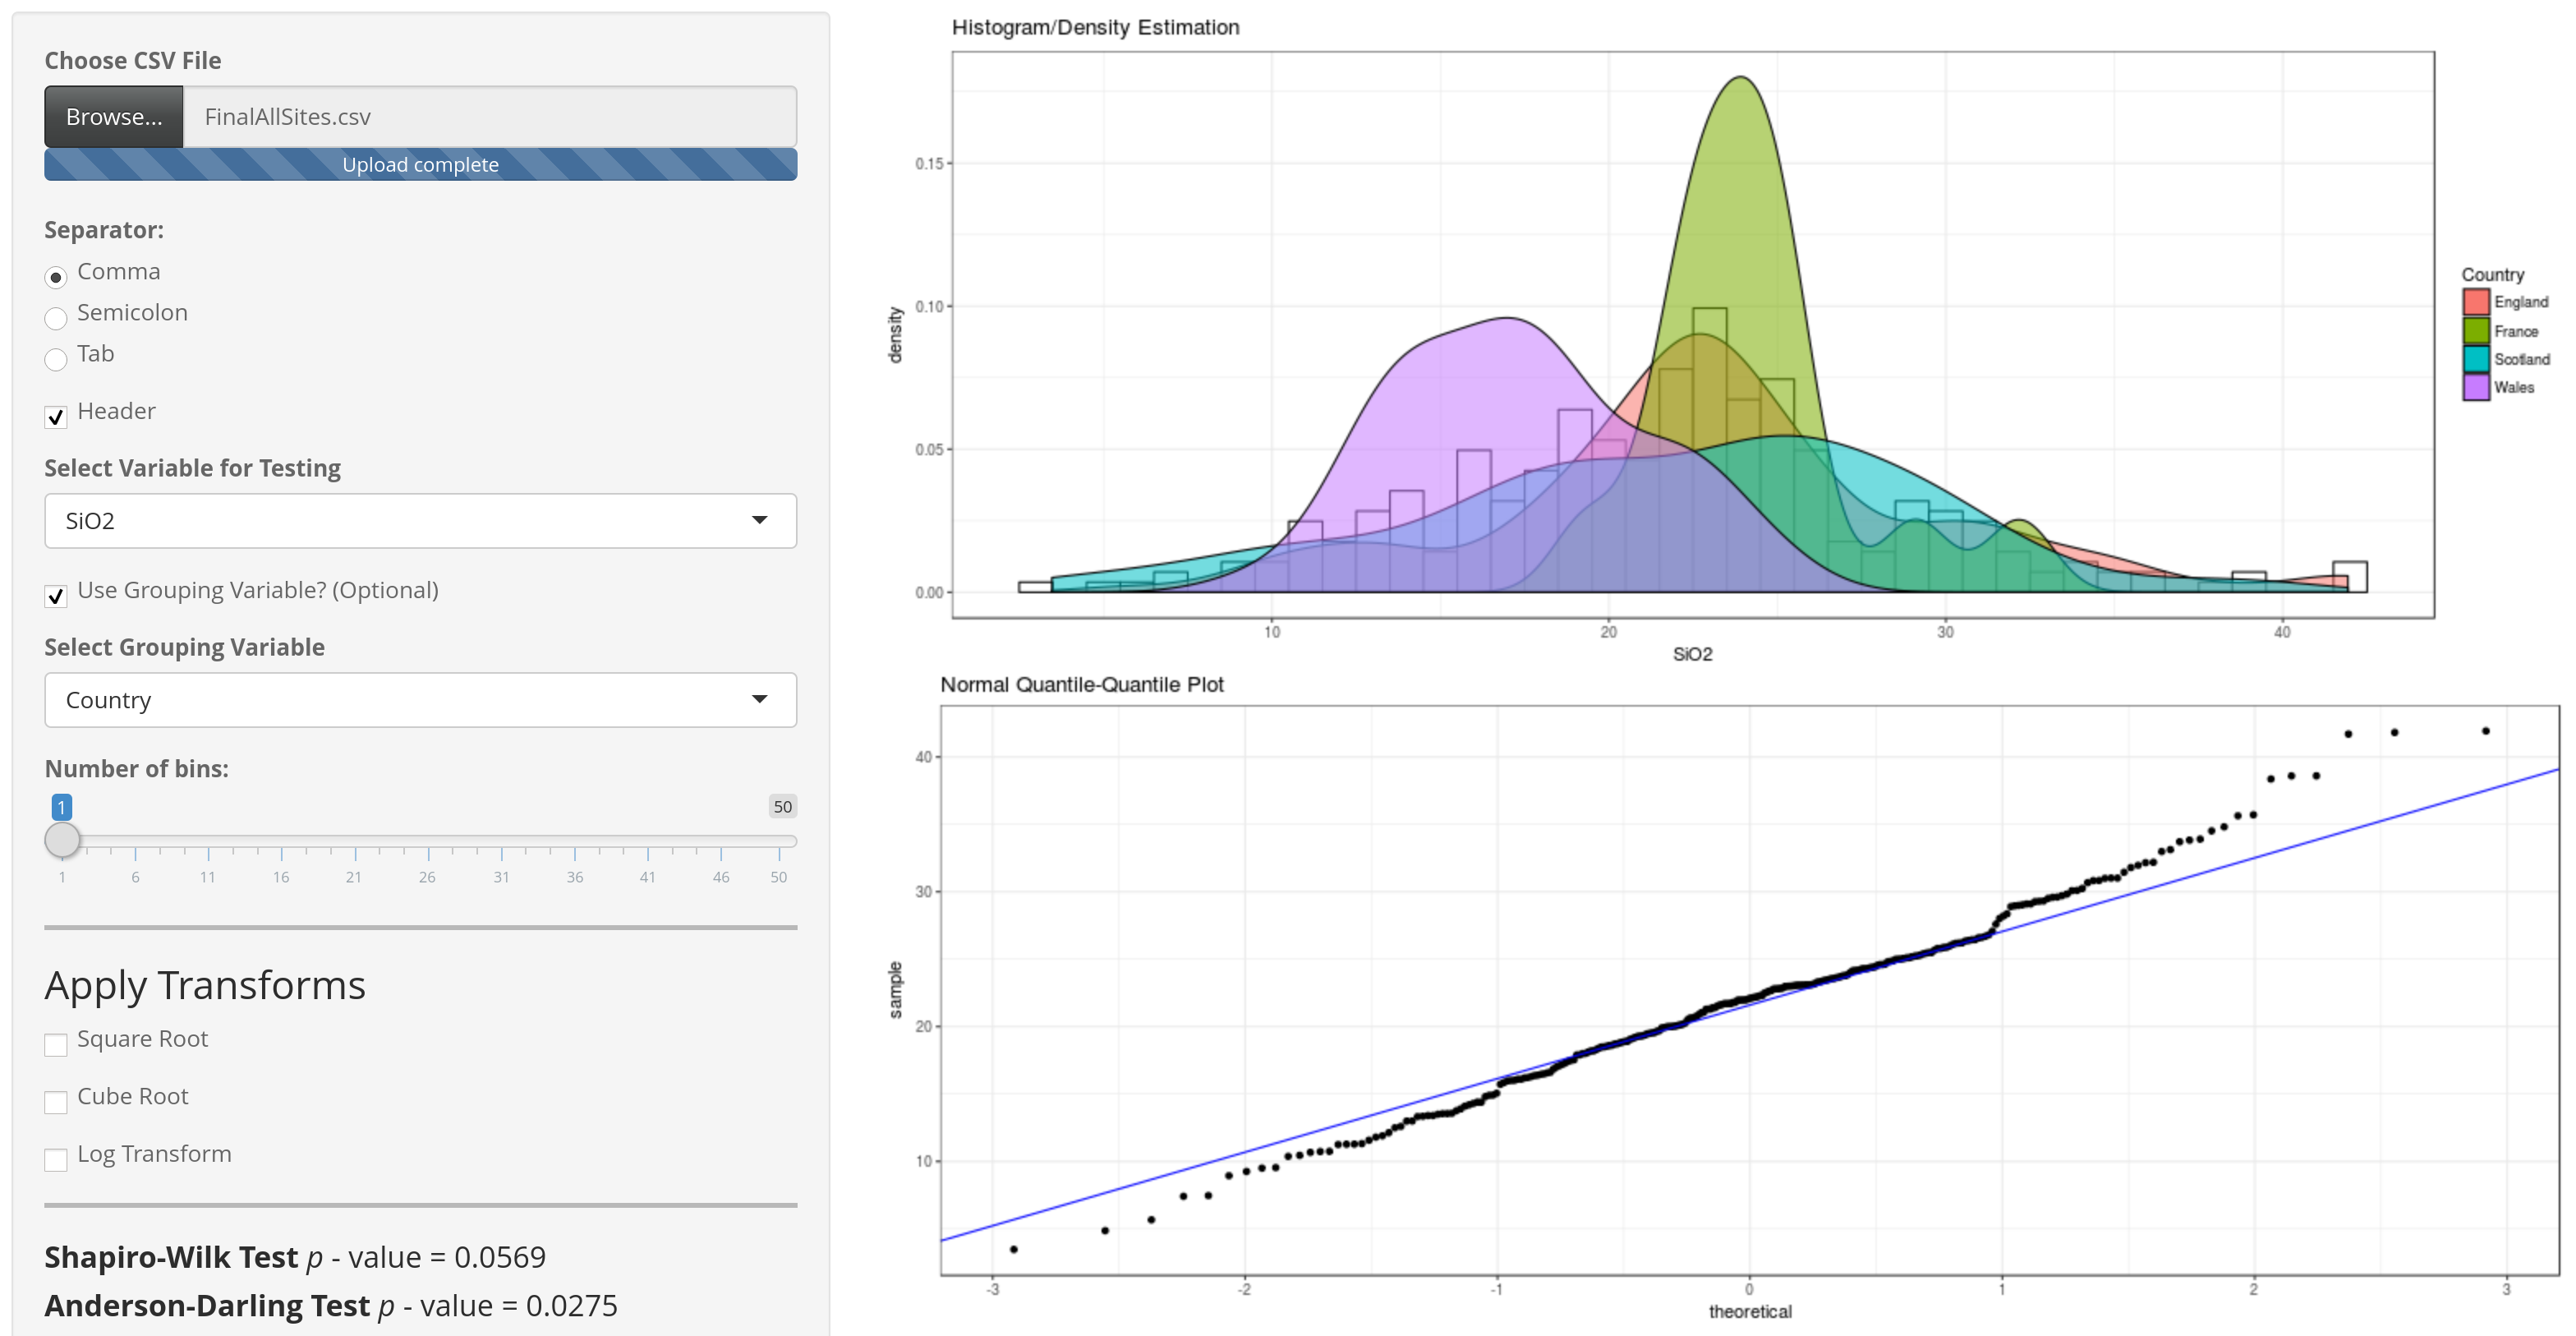 Choose CSV File
Browse... FinalAllSites.csv
Upload complete
Separator:
Comma
Semicolon
Tab
Header
Select Variable for Testing
SiO2
Use Grouping Variable? (Optional)
Select Grouping Variable
Country
Number of bins:
1 50
1 6 11 16 21 26 31 36 41 46 50
Apply Transforms
Square Root
Cube Root
Log Transform
Shapiro-Wilk Test p - value = 0.0569
Anderson-Darling Test p - value = 0.0275
Histogram/Density Estimation
density
0.15
0.10
0.05
0.00
10 20 30 40
SiO2
Country
England
France
Scotland
Wales
Normal Quantile-Quantile Plot
sample
40
30
20
10
-3 -2 -1 0 1 2 3
theoretical